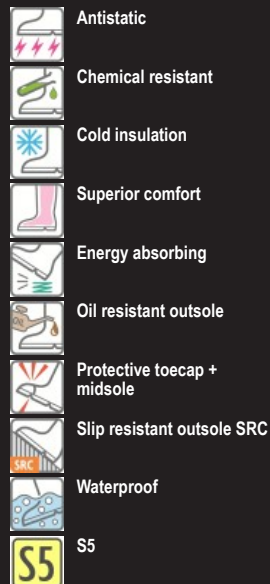 Antistatic
Chemical resistant
Cold insulation
Superior comfort
Energy absorbing
Oil resistant outsole
OIL
Protective toecap +
midsole
Slip resistant outsole SRC
SRC
Waterproof
S5
S5